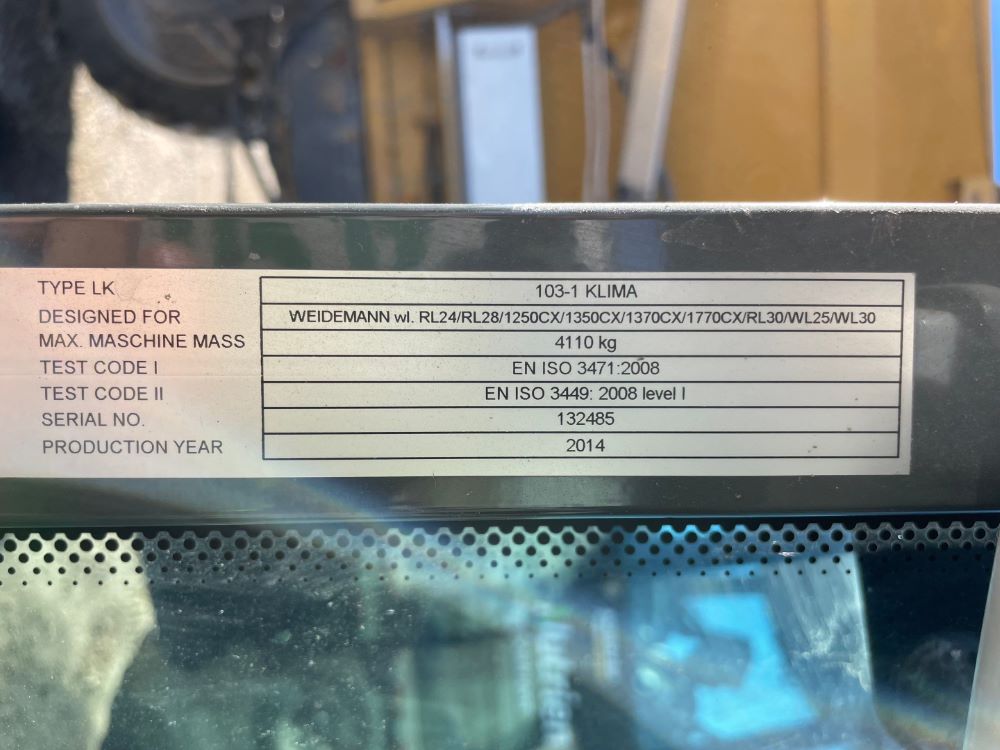 TYPE LK 103-1 KLIMA
DESIGNED FOR WEIDEMANN wl. RL24/RL28/1250CX/1350CX/1370CX/1770CX/RL30/WL25/WL30
MAX. MASCHINE MASS 4110 kg
TEST CODE I EN ISO 3471:2008
TEST CODE II EN ISO 3449: 2008 level I
SERIAL NO. 132485
PRODUCTION YEAR 2014